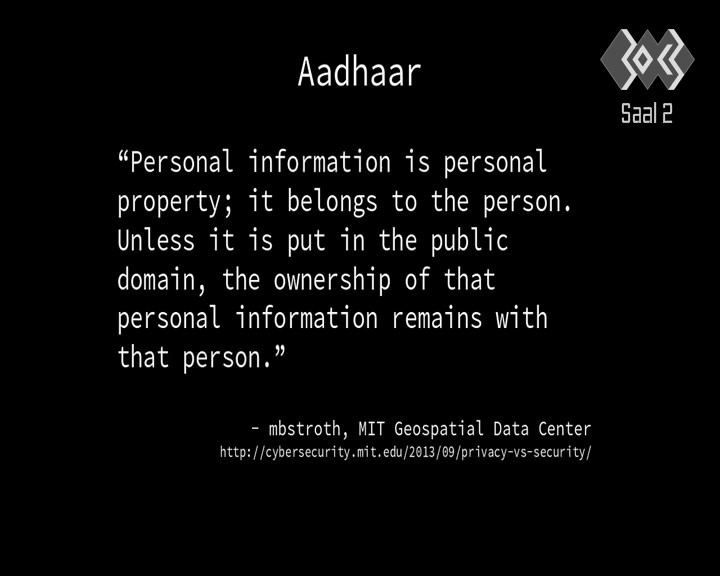 Aadhaar
Saal 2
“Personal information is personal
property; it belongs to the person.
Unless it is put in the public
domain, the ownership of that
personal information remains with
that person.”
– mbstroth, MIT Geospatial Data Center
http://cybersecurity.mit.edu/2013/09/privacy-vs-security/